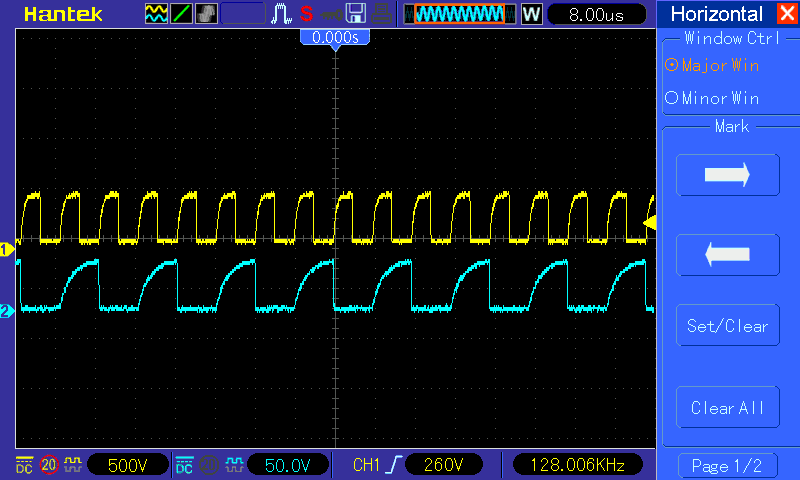 Hantek
S
W
8.00us
Horizontal
0.000s
Window Ctrl
Major Win
Minor Win
Mark
1
2
Set/Clear
Clear All
DC 20 500V
DC 20 50.0V
CH1 260V
128.006KHz
Page 1/2